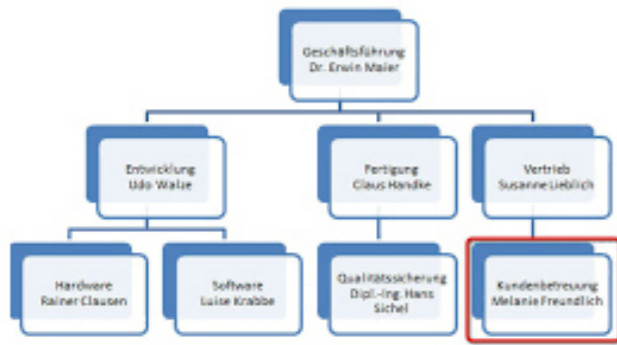 Geschäftsführung
Dr. Erwin Maier
Entwicklung
Udo Walze
Fertigung
Claus Handke
Vertrieb
Susanne Lieblich
Hardware
Rainer Clausen
Software
Luise Krabbe
Qualitätssicherung
Dipl.-Ing. Hans
Sichel
Kundenbetreuung
Melanie Freundlich